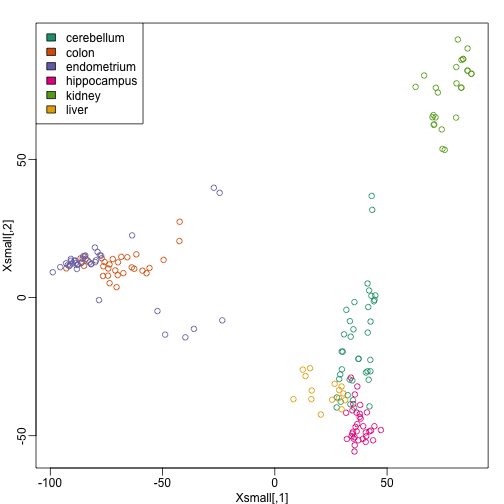 cerebellum
colon
endometrium
hippocampus
kidney
liver
Xsmall[,2]
50
0
-50
-100
-50
0
50
Xsmall[,1]